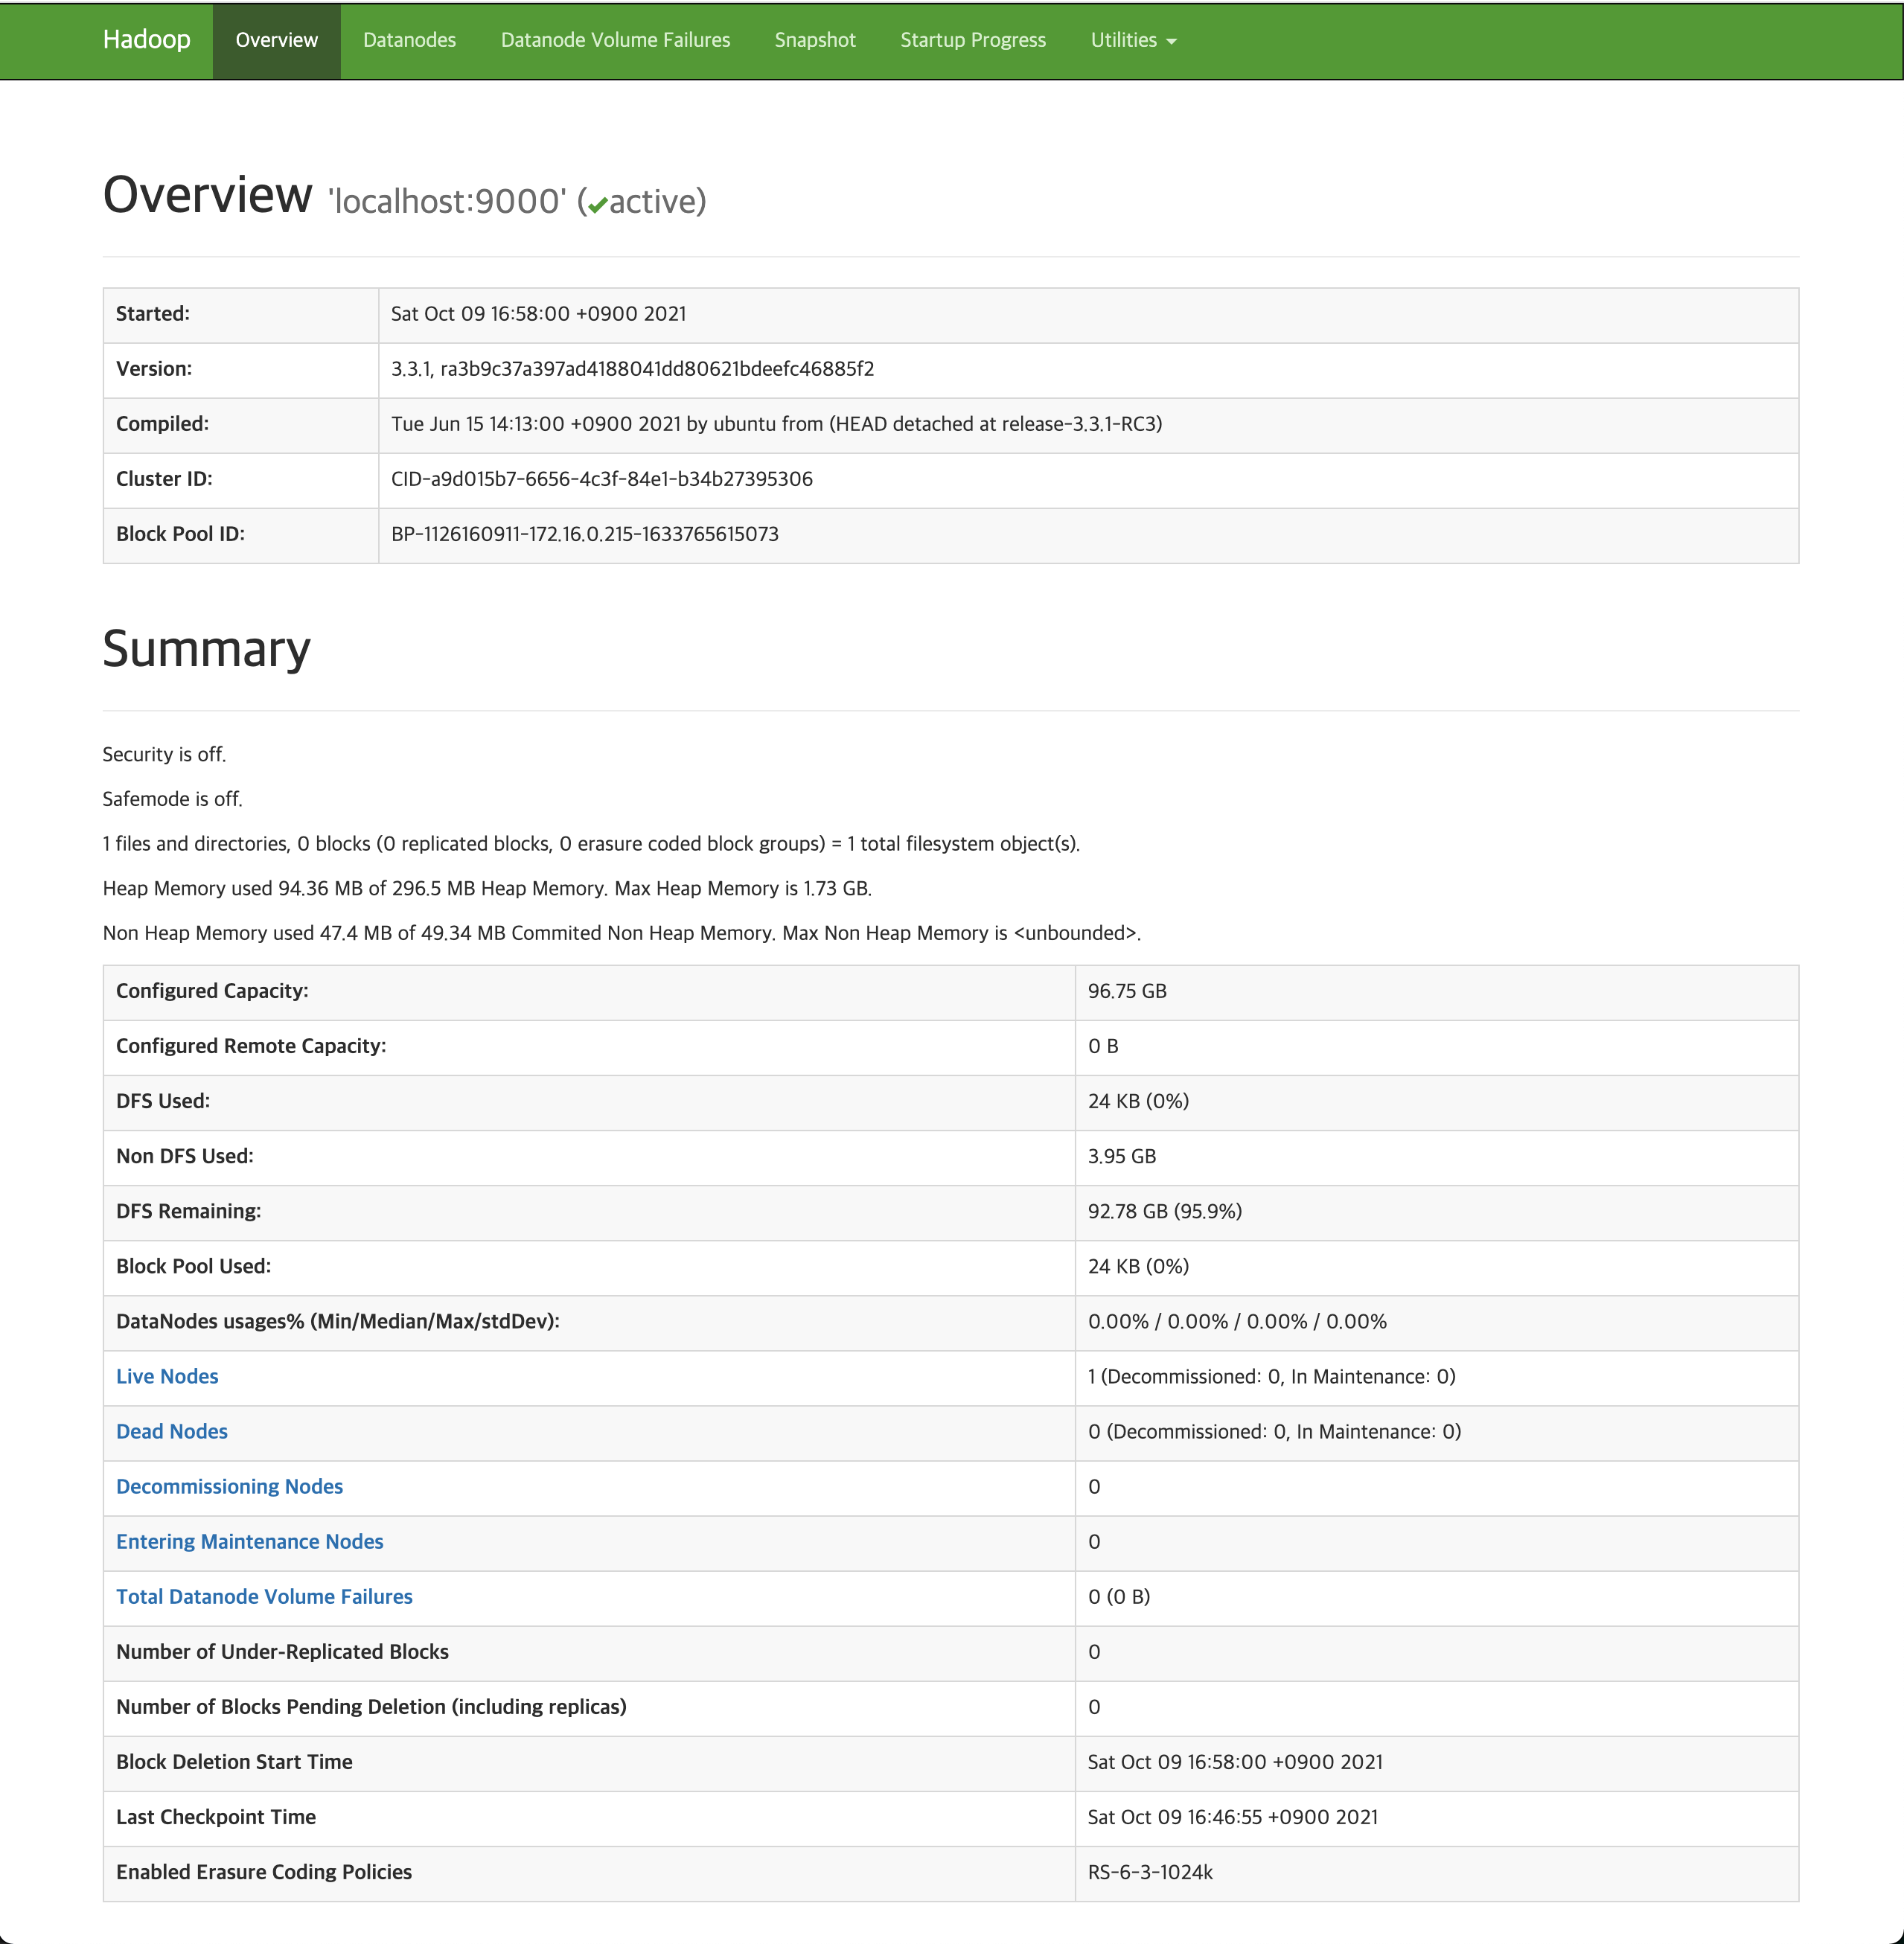 Hadoop Overview Datanodes Datanode Volume Failures Snapshot Startup Progress Utilities
Overview 'localhost:9000' (✔active)
Started: Sat Oct 09 16:58:00 +0900 2021
Version: 3.3.1, ra3b9c37a397ad4188041dd80621bdeefc46885f2
Compiled: Tue Jun 15 14:13:00 +0900 2021 by ubuntu from (HEAD detached at release-3.3.1-RC3)
Cluster ID: CID-a9d015b7-6656-4c3f-84e1-b34b27395306
Block Pool ID: BP-1126160911-172.16.0.215-1633765615073
Summary
Security is off.
Safemode is off.
1 files and directories, 0 blocks (0 replicated blocks, 0 erasure coded block groups) = 1 total filesystem object(s).
Heap Memory used 94.36 MB of 296.5 MB Heap Memory. Max Heap Memory is 1.73 GB.
Non Heap Memory used 47.4 MB of 49.34 MB Commited Non Heap Memory. Max Non Heap Memory is <unbounded>.
Configured Capacity: 96.75 GB
Configured Remote Capacity: 0 B
DFS Used: 24 KB (0%)
Non DFS Used: 3.95 GB
DFS Remaining: 92.78 GB (95.9%)
Block Pool Used: 24 KB (0%)
DataNodes usages% (Min/Median/Max/stdDev): 0.00% / 0.00% / 0.00% / 0.00%
Live Nodes 1 (Decommissioned: 0, In Maintenance: 0)
Dead Nodes 0 (Decommissioned: 0, In Maintenance: 0)
Decommissioning Nodes 0
Entering Maintenance Nodes 0
Total Datanode Volume Failures 0 (0 B)
Number of Under-Replicated Blocks 0
Number of Blocks Pending Deletion (including replicas) 0
Block Deletion Start Time Sat Oct 09 16:58:00 +0900 2021
Last Checkpoint Time Sat Oct 09 16:46:55 +0900 2021
Enabled Erasure Coding Policies RS-6-3-1024k